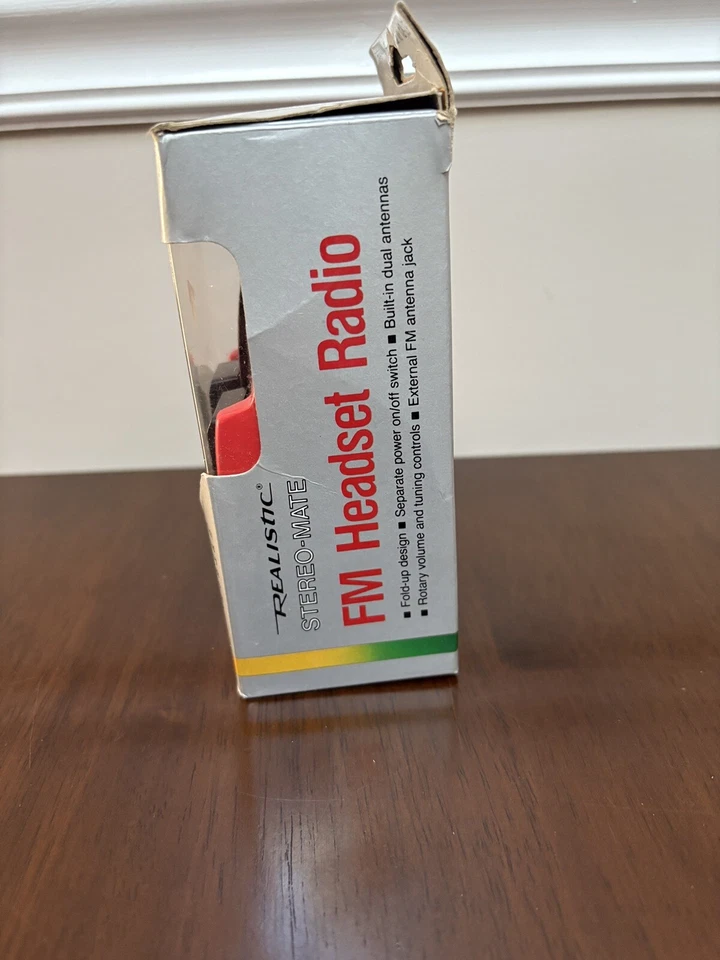 REALISTIC®
STEREO-MATE
FM Headset Radio
■ Fold-up design ■ Separate power on/off switch ■ Built-in dual antennas
■ Rotary volume and tuning controls ■ External FM antenna jack